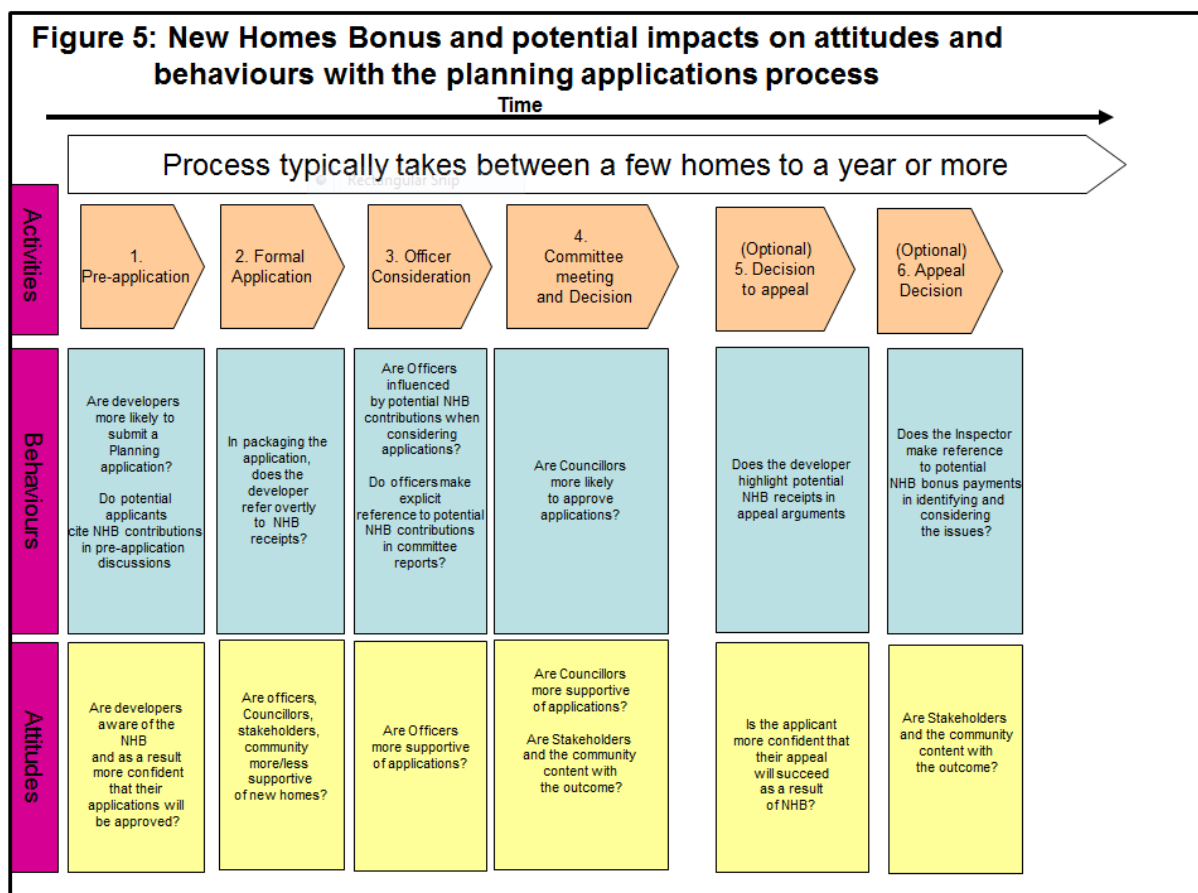 Figure 5: New Homes Bonus and potential impacts on attitudes and
behaviours with the planning applications process
Time
Process typically takes between a few homes to a year or more
Rectangular Snip
Activities
1.
Pre-application
2. Formal
Application
3. Officer
Consideration
4.
Committee
meeting
and Decision
(Optional)
5. Decision
to appeal
(Optional)
6. Appeal
Decision
Behaviours
Are developers
more likely to
submit a
Planning
application?
Do potential
applicants
cite NHB contributions
in pre-application
discussions
In packaging the
application,
does the
developer
refer overtly
to NHB
receipts?
Are Officers
influenced
by potential NHB
contributions when
considering
applications?
Do officers make
explicit
reference to potential
NHB contributions
in committee
reports?
Are Councillors
more likely
to approve
applications?
Does the developer
highlight potential
NHB receipts in
appeal arguments
Does the Inspector
make reference
to potential
NHB bonus payments
in identifying and
considering
the issues?
Attitudes
Are developers
aware of the
NHB
and as a result
more confident
that their
applications will
be approved?
Are officers,
Councillors,
stakeholders,
community
more/less
supportive
of new homes?
Are Officers
more supportive
of applications?
Are Councillors
more supportive
of applications?
Are Stakeholders
and the community
content with
the outcome?
Is the applicant
more confident that
their appeal
will succeed
as a result
of NHB?
Are Stakeholders
and the community
content with
the outcome?